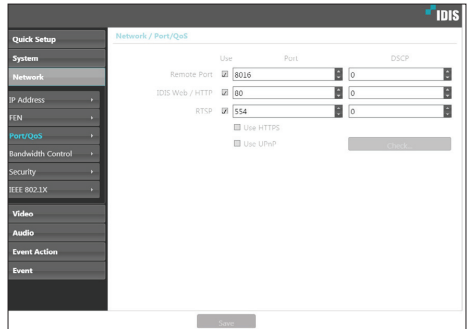 IDIS
Quick Setup
System
Network
IP Address
FEN
Port/QoS
Bandwidth Control
Security
IEEE 802.1X
Video
Audio
Event Action
Event
Network / Port/QoS
Use Port DSCP
Remote Port 8016 0
IDIS Web / HTTP 80 0
RTSP 554 0
Use HTTPS
Use UPnP Check...
Save